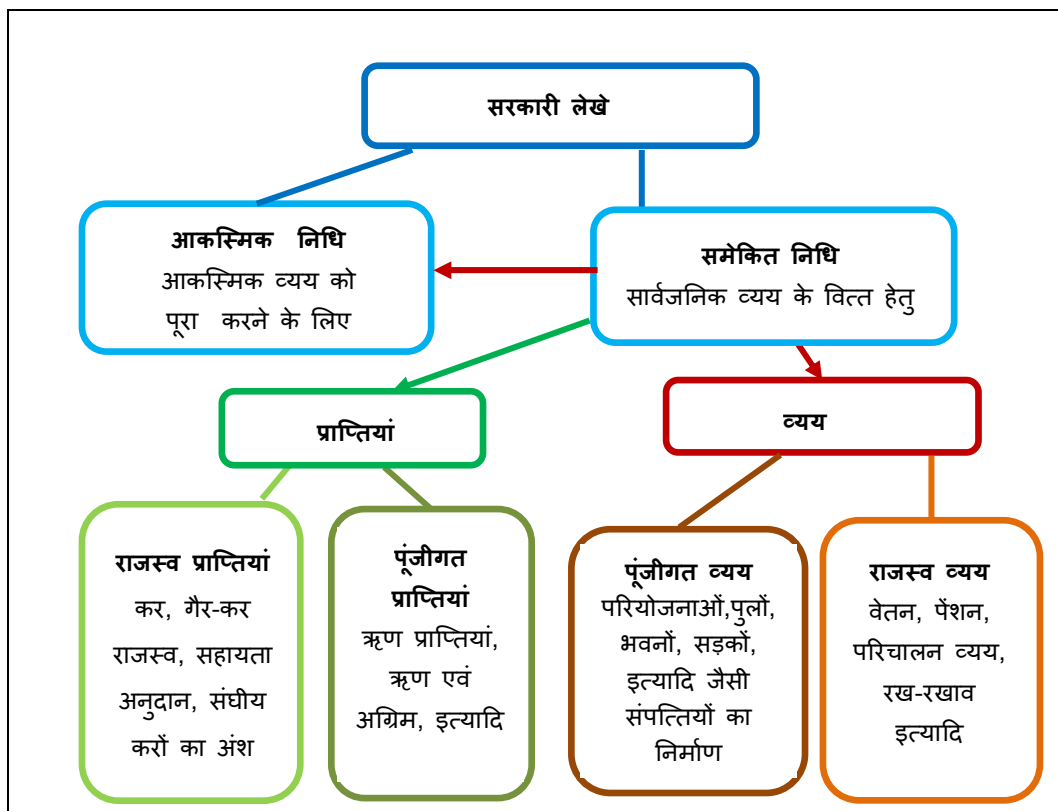 सरकारी लेखे
आकस्मिक निधि
आकस्मिक व्यय को
पूरा करने के लिए
समेकित निधि
सार्वजनिक व्यय के वित्त हेतु
प्राप्तियां
व्यय
राजस्व प्राप्तियां
कर, गैर-कर
राजस्व, सहायता
अनुदान, संघीय
करों का अंश
पूंजीगत
प्राप्तियां
ऋण प्राप्तियां,
ऋण एवं
अग्रिम, इत्यादि
पूंजीगत व्यय
परियोजनाओं,पुलों,
भवनों, सड़कों,
इत्यादि जैसी
संपत्तियों का
निर्माण
राजस्व व्यय
वेतन, पेंशन,
परिचालन व्यय,
रख-रखाव
इत्यादि